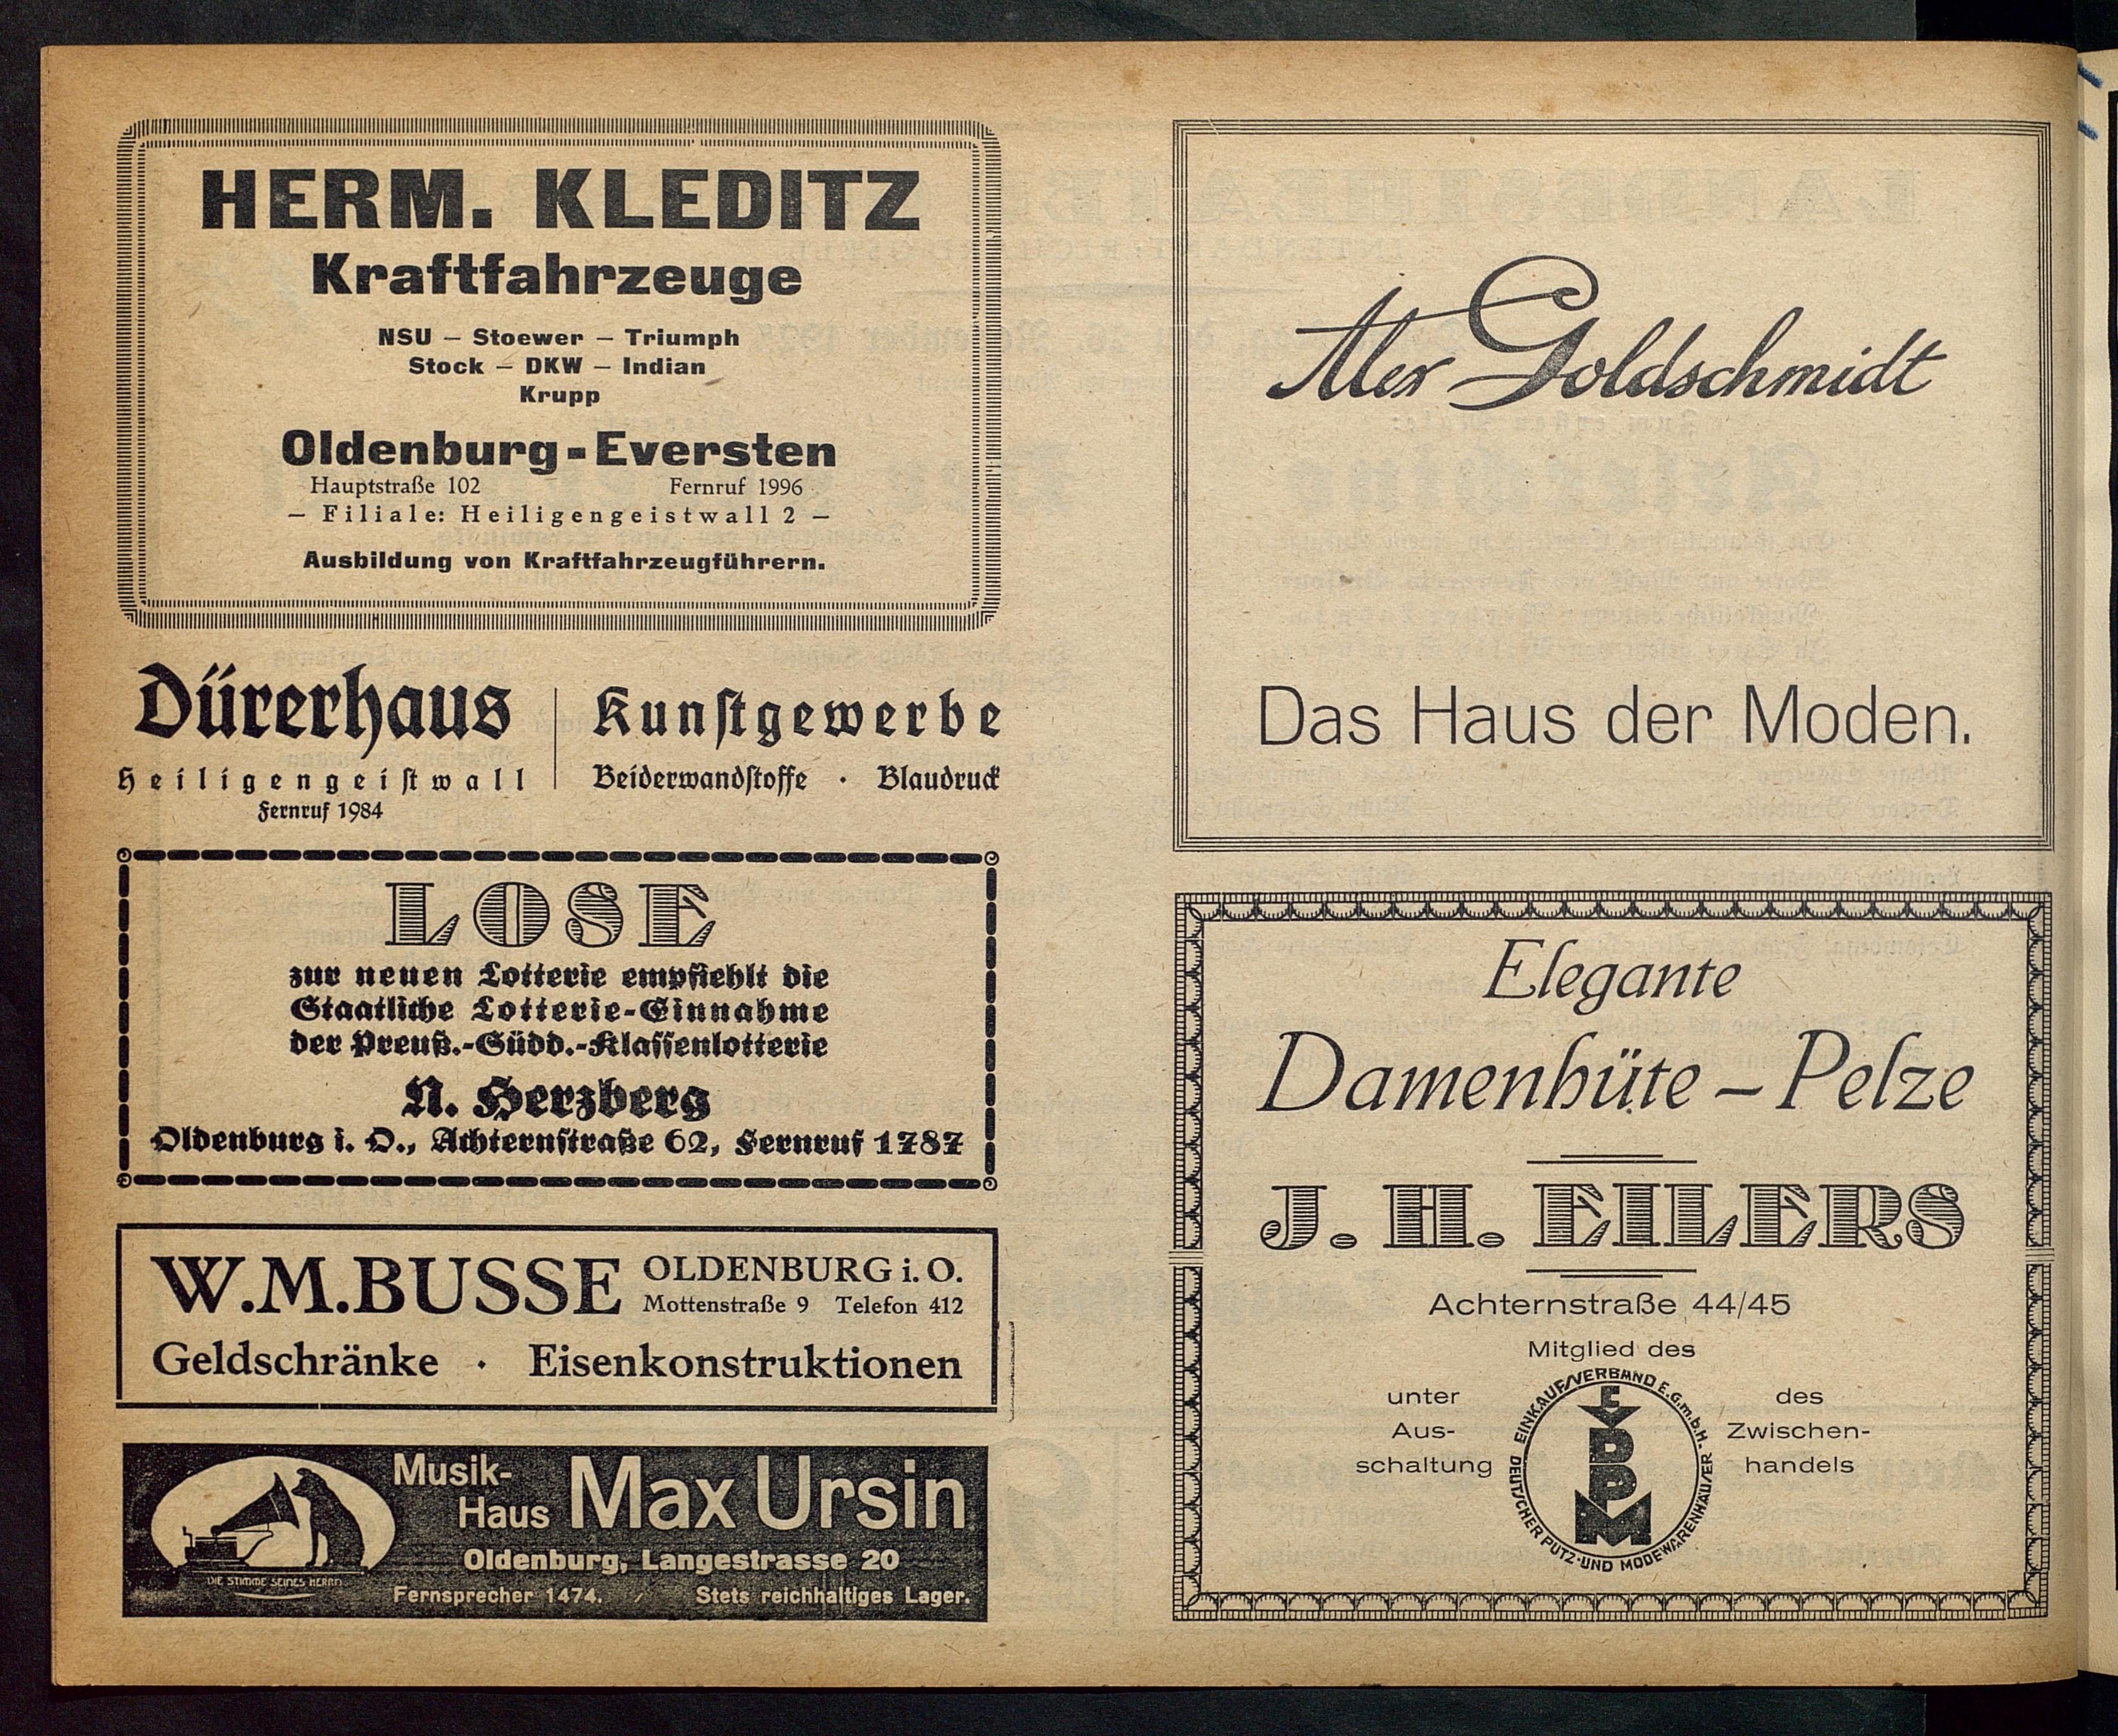 HERM. KLEDITZ
Kraftfahrzeuge
NSU – Stoewer – Triumph
Stock – DKW – Indian
Krupp
Oldenburg-Eversten
Hauptstraße 102 Fernruf 1996
– Filiale: Heiligengeistwall 2 –
Ausbildung von Kraftfahrzeugführern.
Dürerhaus
Heiligengeistwall
Fernruf 1984
Kunstgewerbe
Beiderwandstoffe · Blaudruck
LOSE
zur neuen Lotterie empfiehlt die
Staatliche Lotterie-Einnahme
der Preuß.-Südd.-Klassenlotterie
N. Herzberg
Oldenburg i. O., Achternstraße 62, Fernruf 1787
W.M.BUSSE OLDENBURG i. O.
Mottenstraße 9 Telefon 412
Geldschränke · Eisenkonstruktionen
Musik-
Haus Max Ursin
Oldenburg, Langestrasse 20
Fernsprecher 1474. Stets reichhaltiges Lager.
DIE STIMME SEINES HERRN
Alex Goldschmidt
Das Haus der Moden.
Elegante
Damenhüte – Pelze
J. H. EILERS
Achternstraße 44/45
Mitglied des
unter
Aus-
schaltung
EINKAUFSVERBAND E.G.m.b.H.
DEUTSCHER PUTZ-UND MODEWARENHÄUSER
EVDPM
des
Zwischen-
handels